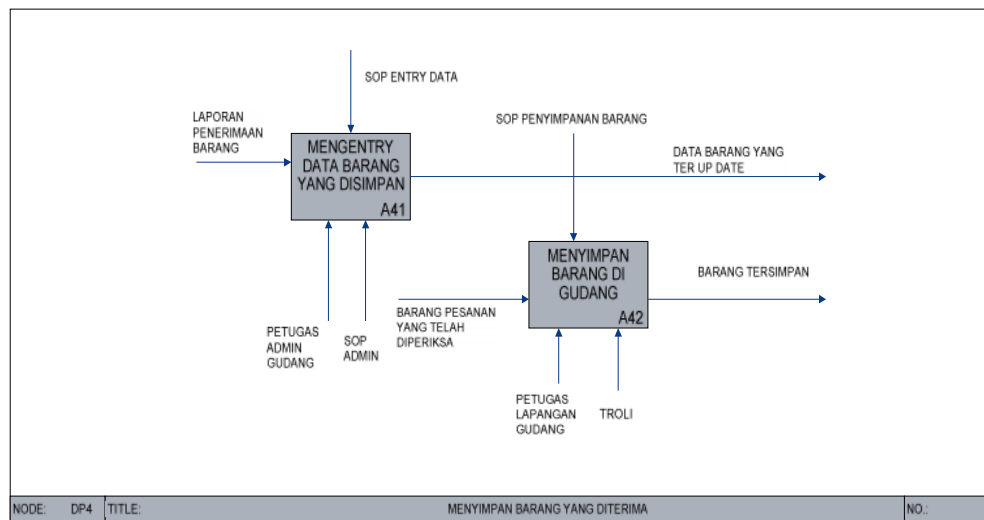 SOP ENTRY DATA
LAPORAN
PENERIMAAN
BARANG
MENGENTRY
DATA BARANG
YANG DISIMPAN
A41
SOP PENYIMPANAN BARANG
DATA BARANG YANG
TER UP DATE
MENYIMPAN
BARANG DI
GUDANG
A42
BARANG TERSIMPAN
BARANG PESANAN
YANG TELAH
DIPERIKSA
PETUGAS
ADMIN
GUDANG
SOP
ADMIN
PETUGAS
LAPANGAN
GUDANG
TROLI
NODE: DP4 TITLE: MENYIMPAN BARANG YANG DITERIMA NO.: